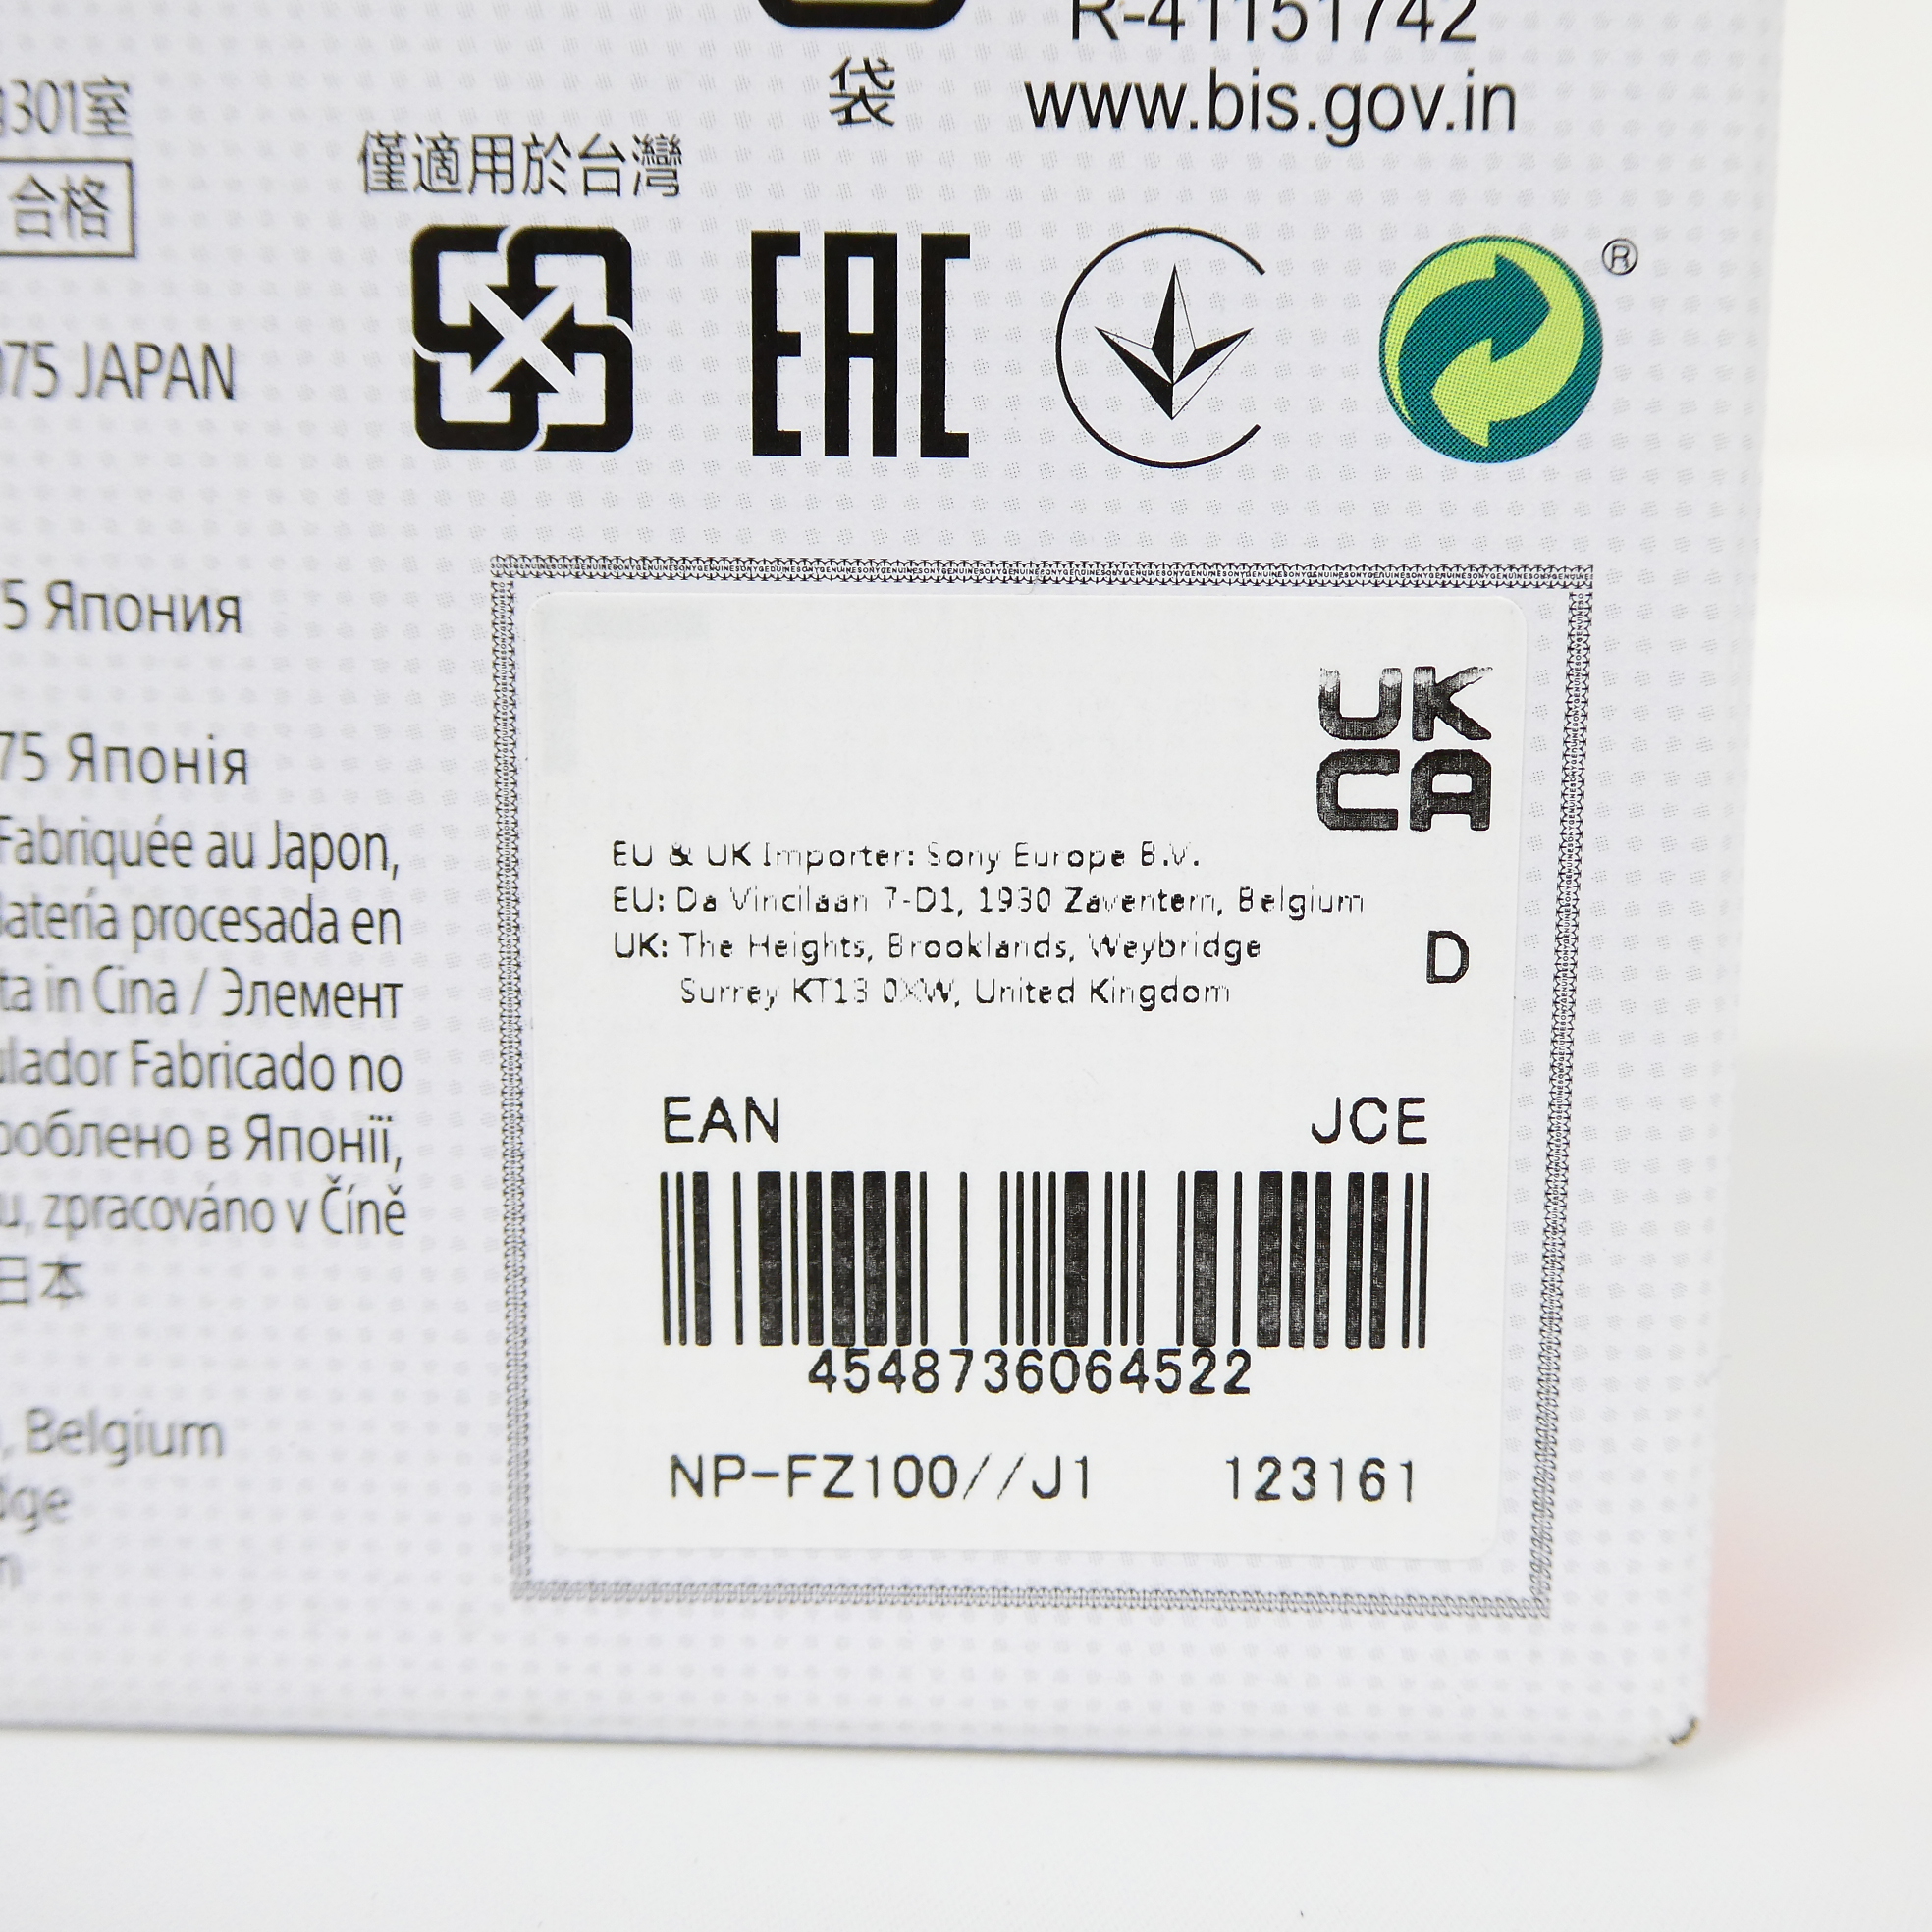 R-41151742
袋
www.bis.gov.in
301室
僅適用於台灣
合格
EAC
®
075 JAPAN
5 Япония
75 Японія
Fabriquée au Japon,
Batería procesada en
ta in Cina / Элемент
ulador Fabricado no
роблено в Японії,
u, zpracováno v Číně
日本
, Belgium
dge
n
UK
CA
EU & UK Importer: Sony Europe B.V.
EU: Da Vincilaan 7-D1, 1930 Zaventem, Belgium
UK: The Heights, Brooklands, Weybridge
Surrey KT13 0XW, United Kingdom
D
EAN JCE
4548736064522
NP-FZ100//J1 123161